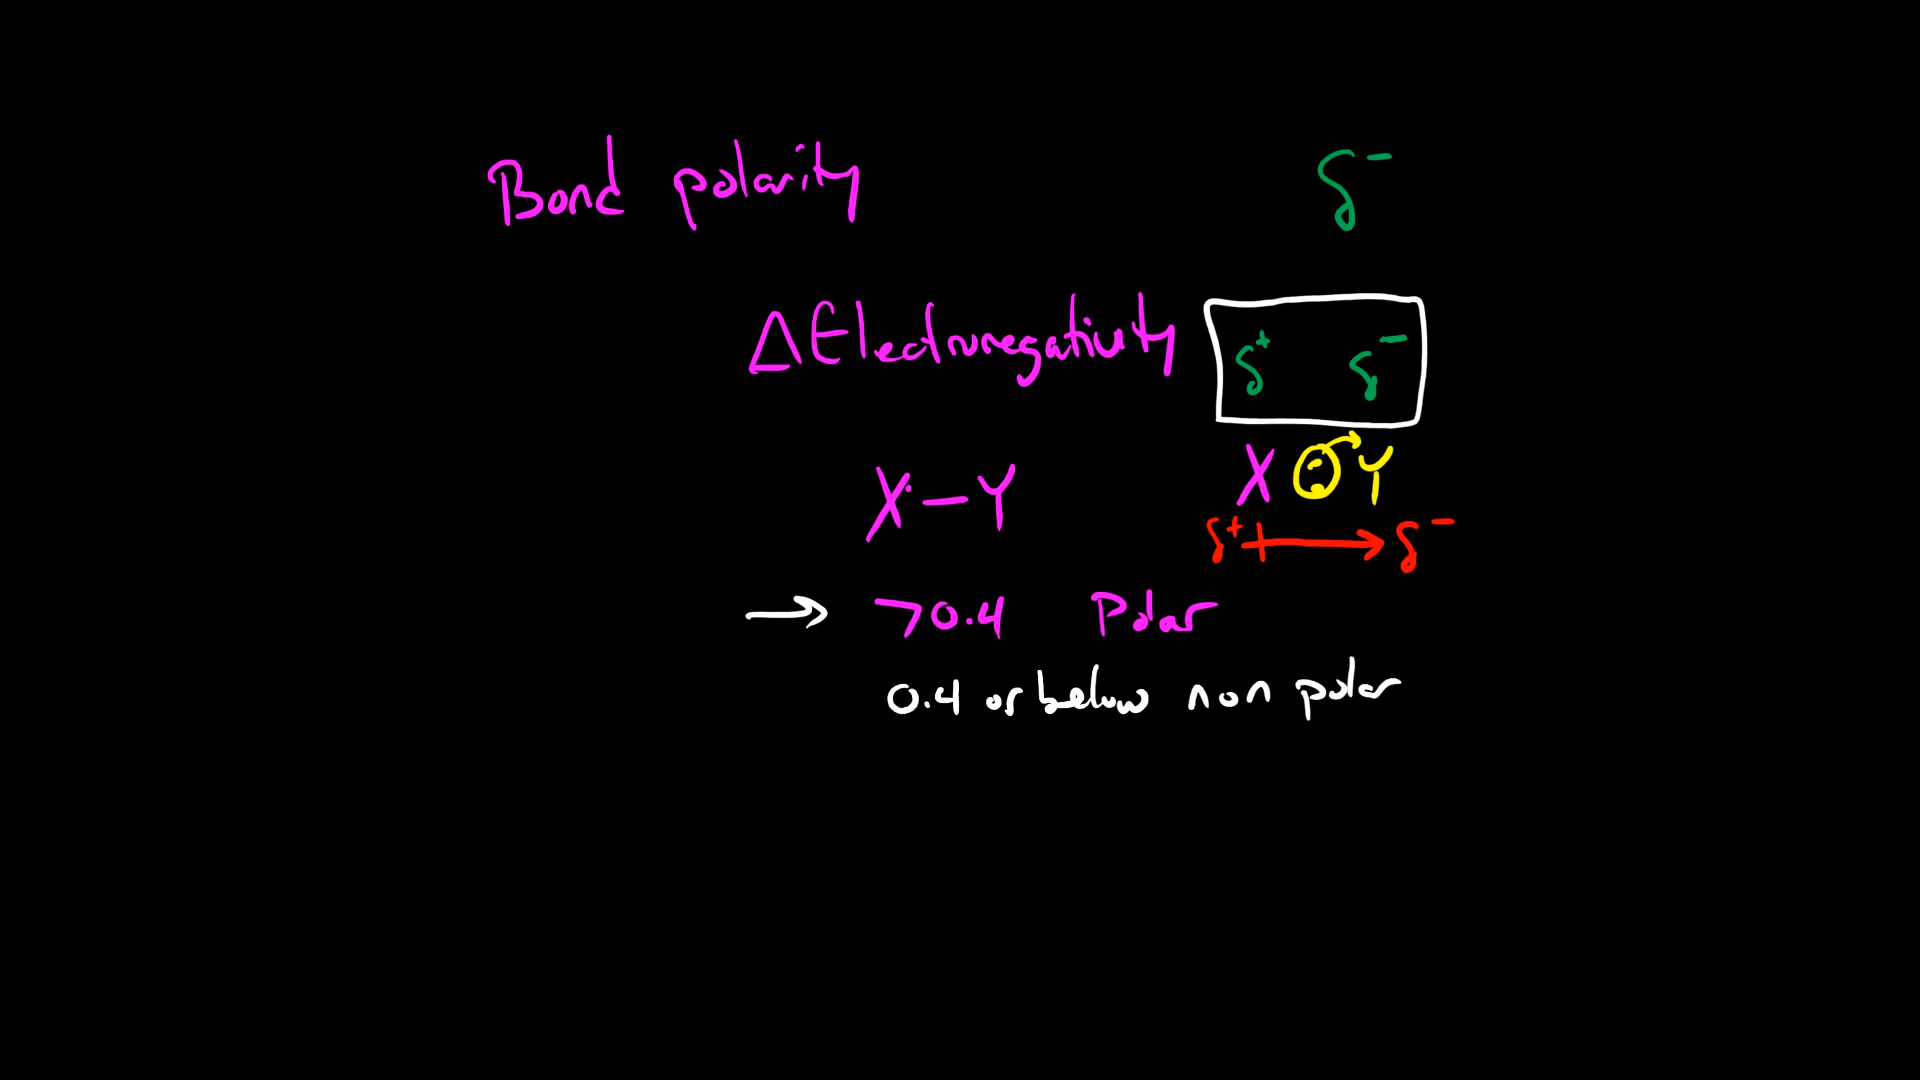 Bond polarity
δ⁻
ΔElectronegativity
δ⁺ δ⁻
X – Y
X : Y
δ⁺ δ⁻
→ >0.4 Polar
0.4 or below non polar